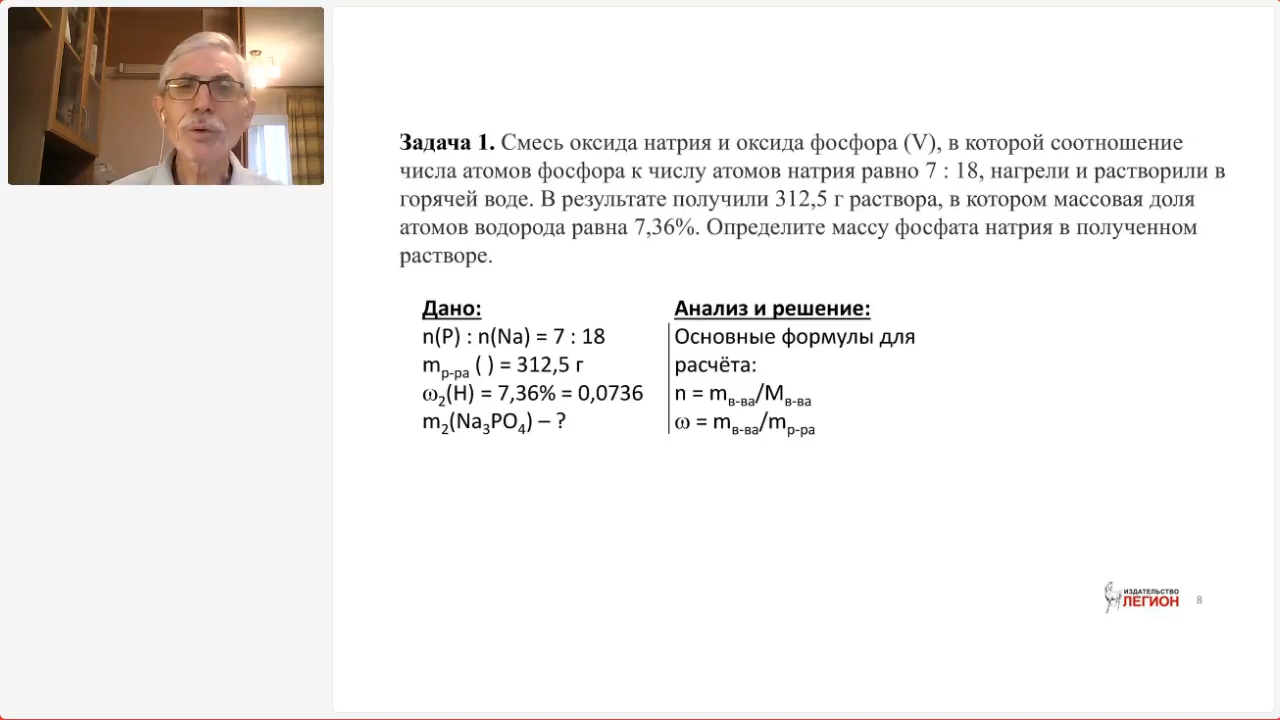 Задача 1. Смесь оксида натрия и оксида фосфора (V), в которой соотношение
числа атомов фосфора к числу атомов натрия равно 7 : 18, нагрели и растворили в
горячей воде. В результате получили 312,5 г раствора, в котором массовая доля
атомов водорода равна 7,36%. Определите массу фосфата натрия в полученном
растворе.
Дано:
n(P) : n(Na) = 7 : 18
mр-ра ( ) = 312,5 г
ω2(H) = 7,36% = 0,0736
m2(Na3PO4) – ?
Анализ и решение:
Основные формулы для
расчёта:
n = mв-ва/Mв-ва
ω = mв-ва/mр-ра
ИЗДАТЕЛЬСТВО
ЛЕГИОН
8